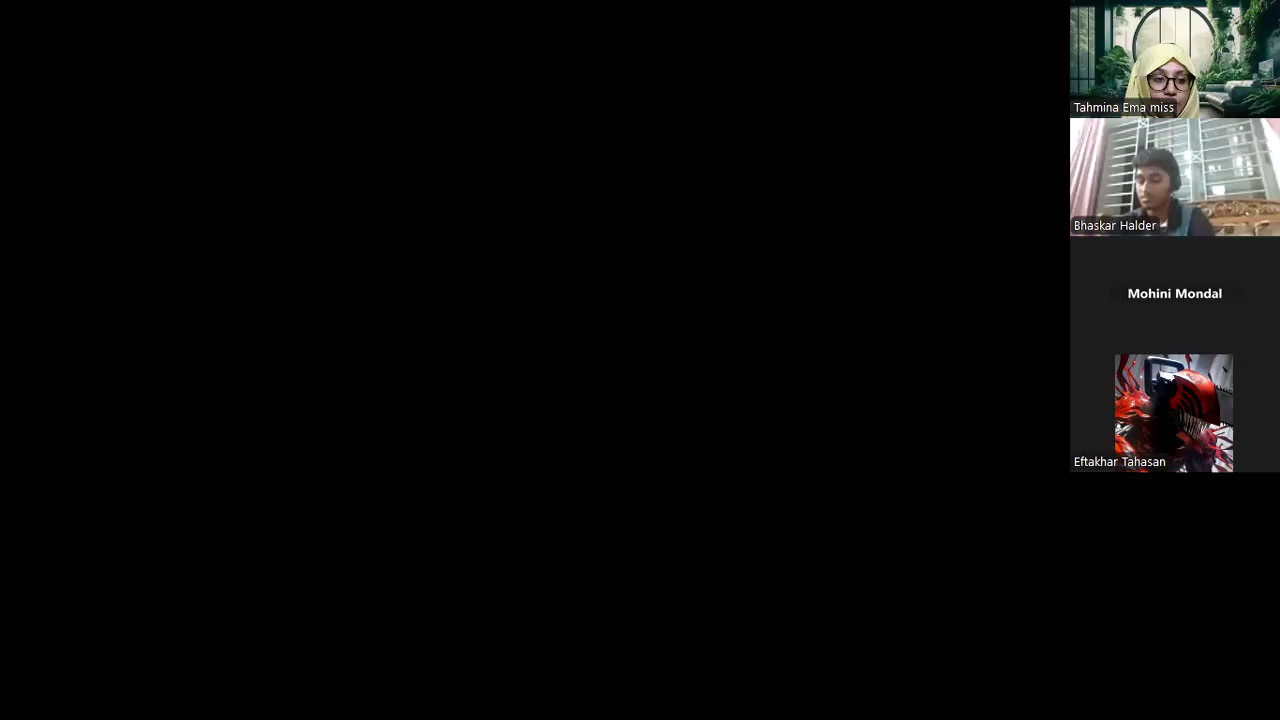 Tahmina Ema miss
Bhaskar Halder
Mohini Mondal
Eftakhar Tahasan